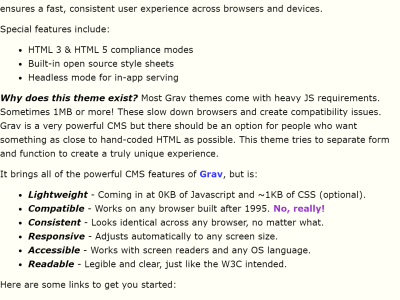 ensures a fast, consistent user experience across browsers and devices.
Special features include:
• HTML 3 & HTML 5 compliance modes
• Built-in open source style sheets
• Headless mode for in-app serving
Why does this theme exist? Most Grav themes come with heavy JS requirements.
Sometimes 1MB or more! These slow down browsers and create compatibility issues.
Grav is a very powerful CMS but there should be an option for people who want
something as close to hand-coded HTML as possible. This theme tries to separate form
and function to create a truly unique experience.
It brings all of the powerful CMS features of Grav, but is:
• Lightweight - Coming in at 0KB of Javascript and ~1KB of CSS (optional).
• Compatible - Works on any browser built after 1995. No, really!
• Consistent - Looks identical across any browser, no matter what.
• Responsive - Adjusts automatically to any screen size.
• Accessible - Works with screen readers and any OS language.
• Readable - Legible and clear, just like the W3C intended.
Here are some links to get you started: